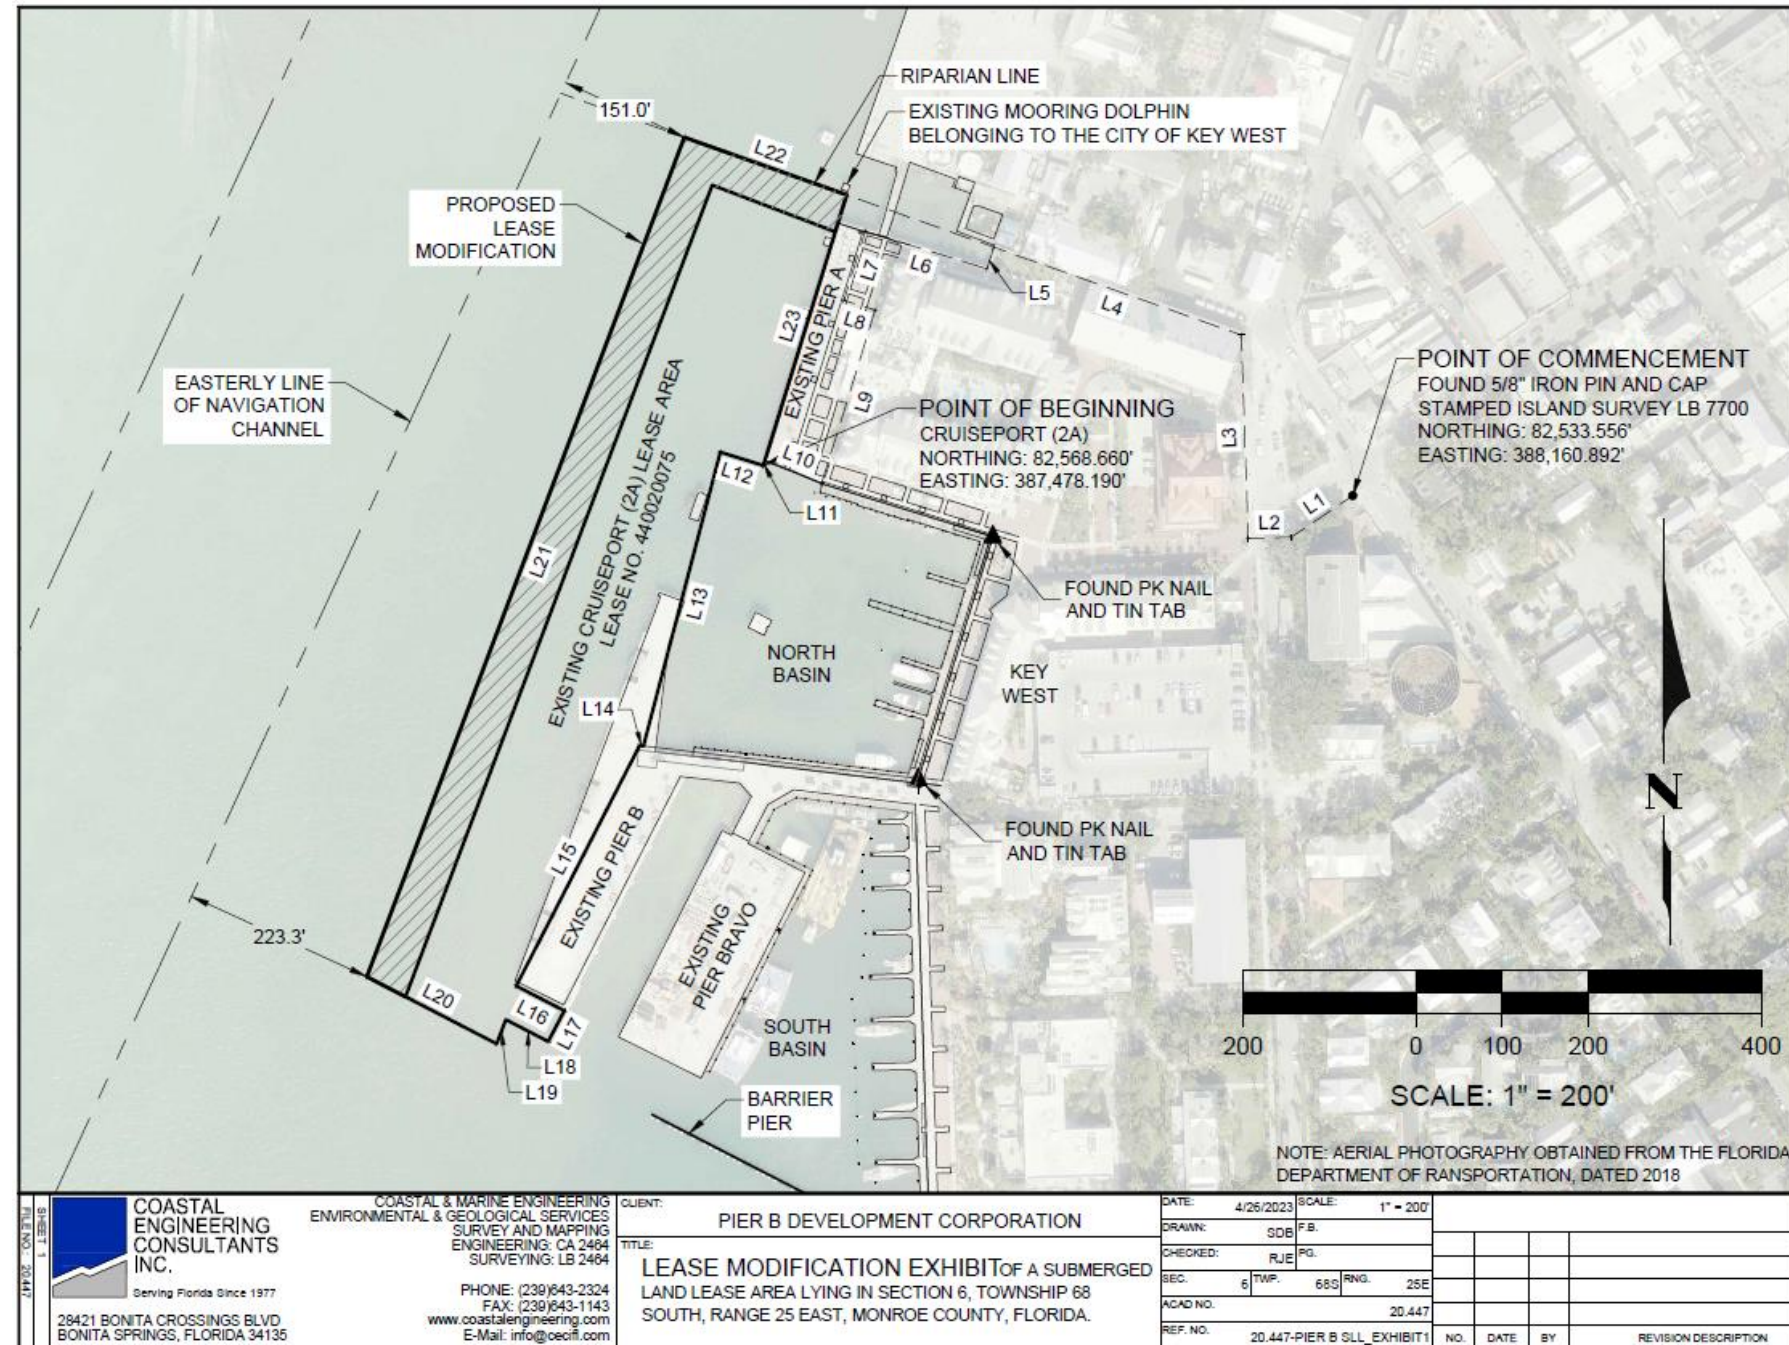 RIPARIAN LINE
151.0'
EXISTING MOORING DOLPHIN
BELONGING TO THE CITY OF KEY WEST
L22
PROPOSED
LEASE
MODIFICATION
L7
L6
L5
L4
EXISTING PIER A
L8
L23
EASTERLY LINE
OF NAVIGATION
CHANNEL
POINT OF COMMENCEMENT
FOUND 5/8" IRON PIN AND CAP
STAMPED ISLAND SURVEY LB 7700
NORTHING: 82,533.556'
EASTING: 388,160.892'
L9
POINT OF BEGINNING
CRUISEPORT (2A)
NORTHING: 82,568.660'
EASTING: 387,478.190'
L3
L10
L12
L11
L1
L2
EXISTING CRUISEPORT (2A) LEASE AREA
LEASE NO. 440020075
L21
L13
FOUND PK NAIL
AND TIN TAB
NORTH
BASIN
KEY
WEST
L14
N
FOUND PK NAIL
AND TIN TAB
L15
EXISTING PIER B
EXISTING
PIER BRAVO
223.3'
L20
L16
L17
SOUTH
BASIN
L18
L19
BARRIER
PIER
200 0 100 200 400
SCALE: 1" = 200'
NOTE: AERIAL PHOTOGRAPHY OBTAINED FROM THE FLORIDA
DEPARTMENT OF RANSPORTATION, DATED 2018
SHEET 1
FILE NO.: 20.447
COASTAL
ENGINEERING
CONSULTANTS
INC.
Serving Florida Since 1977
28421 BONITA CROSSINGS BLVD
BONITA SPRINGS, FLORIDA 34135
COASTAL & MARINE ENGINEERING
ENVIRONMENTAL & GEOLOGICAL SERVICES
SURVEY AND MAPPING
ENGINEERING: CA 2464
SURVEYING: LB 2464
PHONE: (239)643-2324
FAX: (239)643-1143
www.coastalengineering.com
E-Mail: info@cecifl.com
CLIENT:
PIER B DEVELOPMENT CORPORATION
TITLE:
LEASE MODIFICATION EXHIBIT OF A SUBMERGED
LAND LEASE AREA LYING IN SECTION 6, TOWNSHIP 68
SOUTH, RANGE 25 EAST, MONROE COUNTY, FLORIDA.
DATE: 4/26/2023 SCALE: 1" = 200'
DRAWN: SDB F.B.
CHECKED: RJE PG.
SEC. 6 TWP. 68S RNG. 25E
ACAD NO. 20.447
REF. NO. 20.447-PIER B SLL_EXHIBIT1
NO. DATE BY REVISION DESCRIPTION